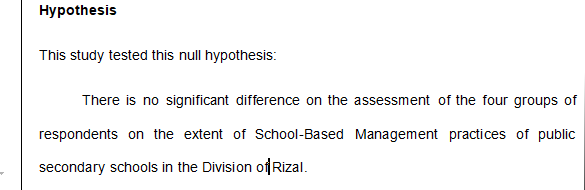 Hypothesis
This study tested this null hypothesis:
There is no significant difference on the assessment of the four groups of
respondents on the extent of School-Based Management practices of public
secondary schools in the Division of Rizal.